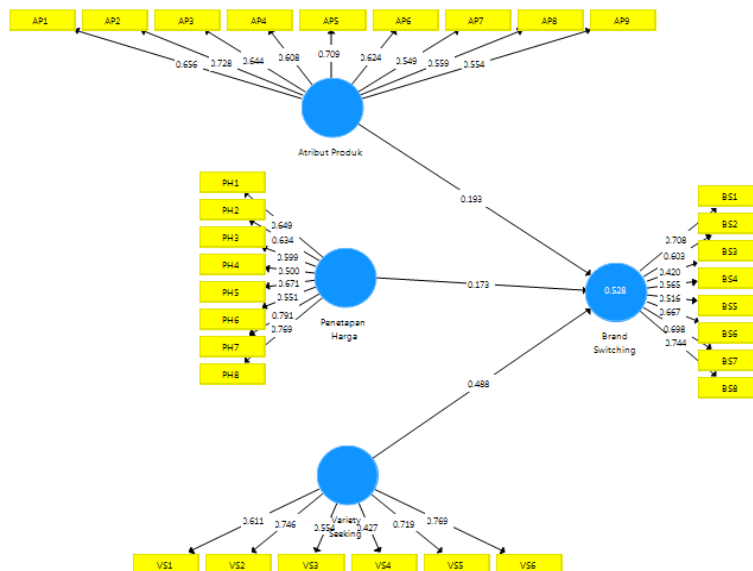 AP1 AP2 AP3 AP4 AP5 AP6 AP7 AP8 AP9
0.656 0.728 0.644 0.608 0.709 0.624 0.549 0.559 0.554
Atribut Produk
0.193
PH1
PH2
PH3
PH4
PH5
PH6
PH7
PH8
0.649
0.634
0.599
0.500
0.671
0.551
0.791
0.769
Penetapan
Harga
0.173
0.528
Brand
Switching
0.708
0.603
0.420
0.565
0.516
0.667
0.698
0.744
BS1
BS2
BS3
BS4
BS5
BS6
BS7
BS8
0.488
Variety
Seeking
0.611 0.746 0.554 0.427 0.719 0.769
VS1 VS2 VS3 VS4 VS5 VS6